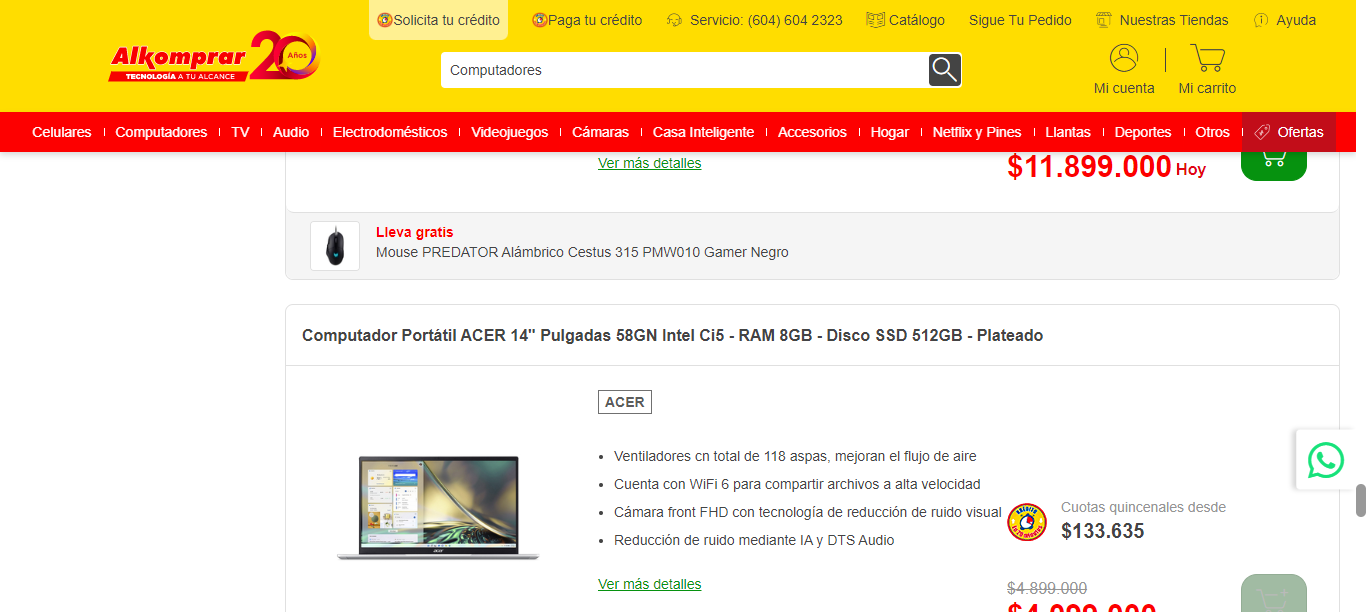 Solicita tu crédito
Paga tu crédito
Servicio: (604) 604 2323
Catálogo
Sigue Tu Pedido
Nuestras Tiendas
Ayuda
Alkomprar 20 Años
TECNOLOGÍA A TU ALCANCE
Computadores
Mi cuenta
Mi carrito
Celulares
Computadores
TV
Audio
Electrodomésticos
Videojuegos
Cámaras
Casa Inteligente
Accesorios
Hogar
Netflix y Pines
Llantas
Deportes
Otros
Ofertas
Ver más detalles
$11.899.000 Hoy
Lleva gratis
Mouse PREDATOR Alámbrico Cestus 315 PMW010 Gamer Negro
Computador Portátil ACER 14" Pulgadas 58GN Intel Ci5 - RAM 8GB - Disco SSD 512GB - Plateado
ACER
Ventiladores cn total de 118 aspas, mejoran el flujo de aire
Cuenta con WiFi 6 para compartir archivos a alta velocidad
Cámara front FHD con tecnología de reducción de ruido visual
Reducción de ruido mediante IA y DTS Audio
Ver más detalles
Cuotas quincenales desde
$133.635
$4.899.000
$4.099.000